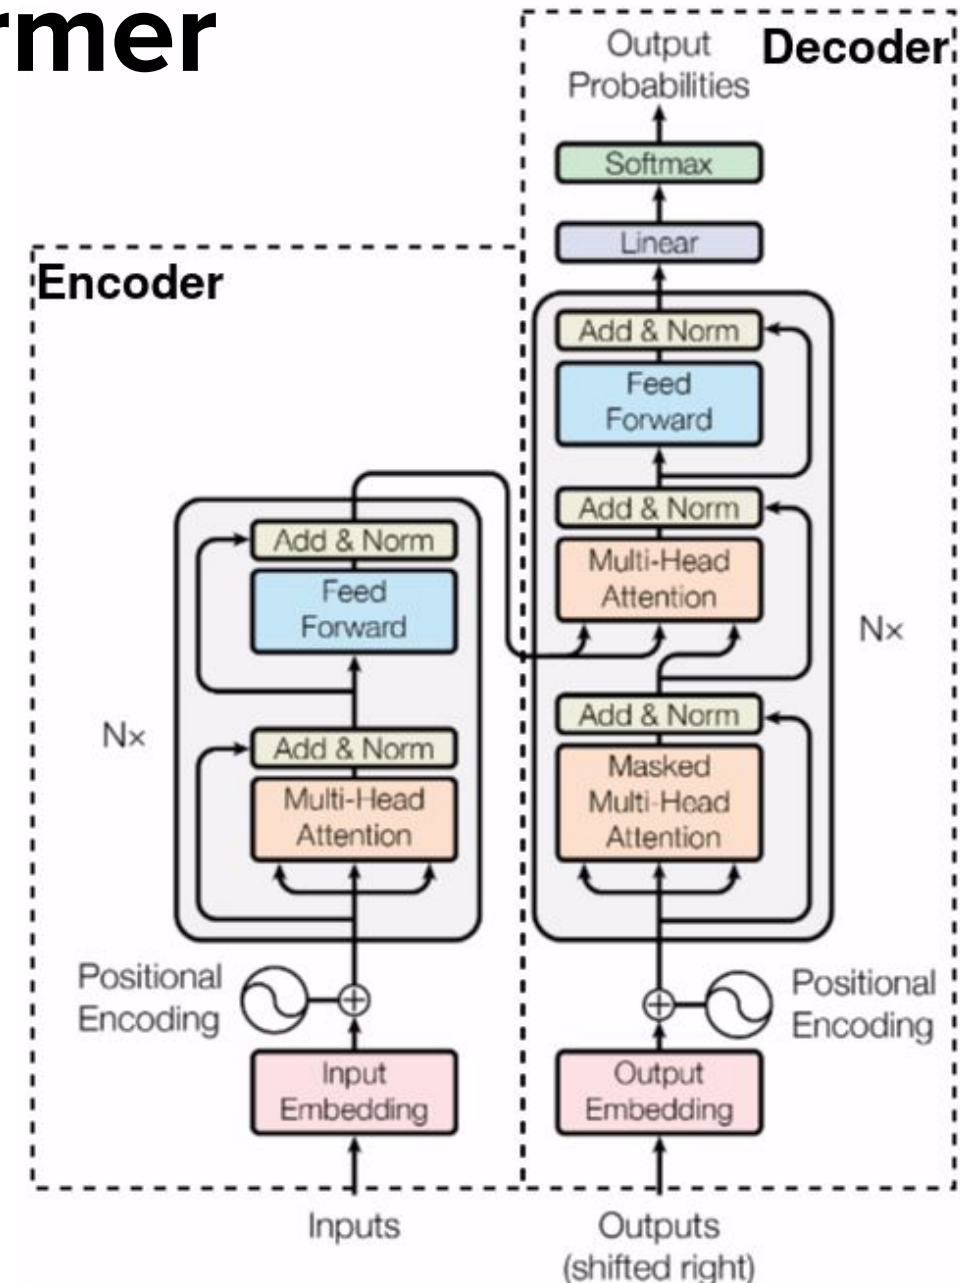 rmer
Encoder
Add & Norm
Feed
Forward
Add & Norm
Multi-Head
Attention
Nx
Positional
Encoding
Input
Embedding
Inputs
Decoder
Output
Probabilities
Softmax
Linear
Add & Norm
Feed
Forward
Add & Norm
Multi-Head
Attention
Add & Norm
Masked
Multi-Head
Attention
Nx
Positional
Encoding
Output
Embedding
Outputs
(shifted right)